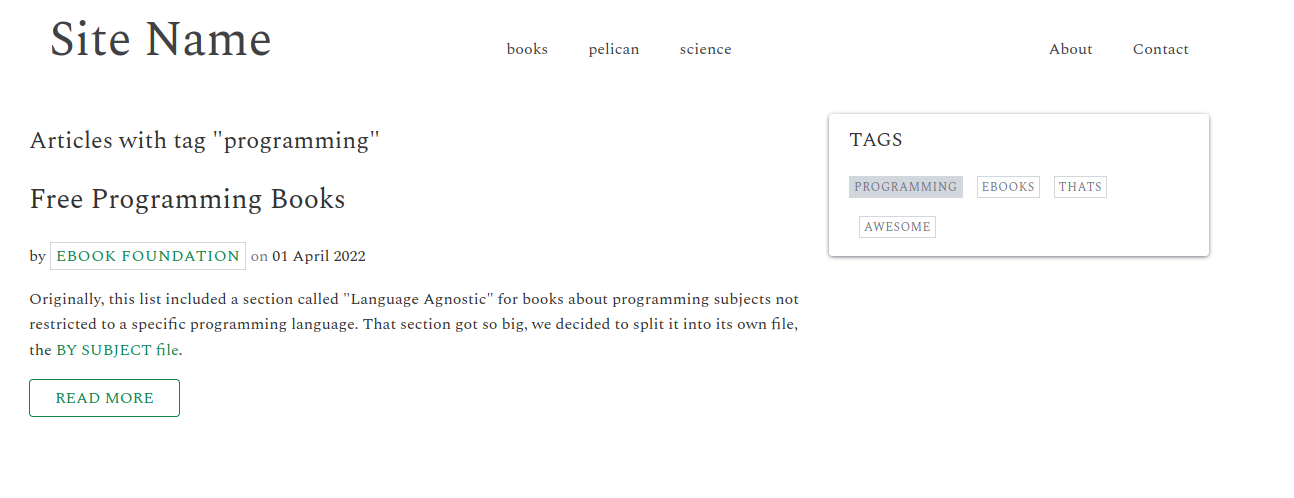 Site Name
books pelican science
About Contact
Articles with tag "programming"
Free Programming Books
by EBOOK FOUNDATION on 01 April 2022
Originally, this list included a section called "Language Agnostic" for books about programming subjects not
restricted to a specific programming language. That section got so big, we decided to split it into its own file,
the BY SUBJECT file.
READ MORE
TAGS
PROGRAMMING EBOOKS THATS
AWESOME